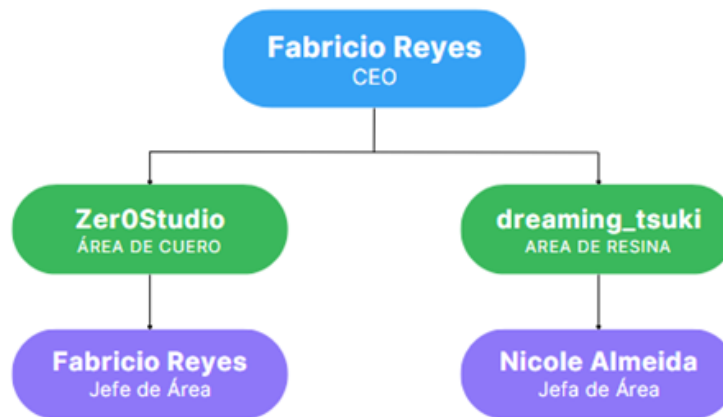 Fabricio Reyes
CEO
Zer0Studio
ÁREA DE CUERO
dreaming_tsuki
AREA DE RESINA
Fabricio Reyes
Jefe de Área
Nicole Almeida
Jefa de Área